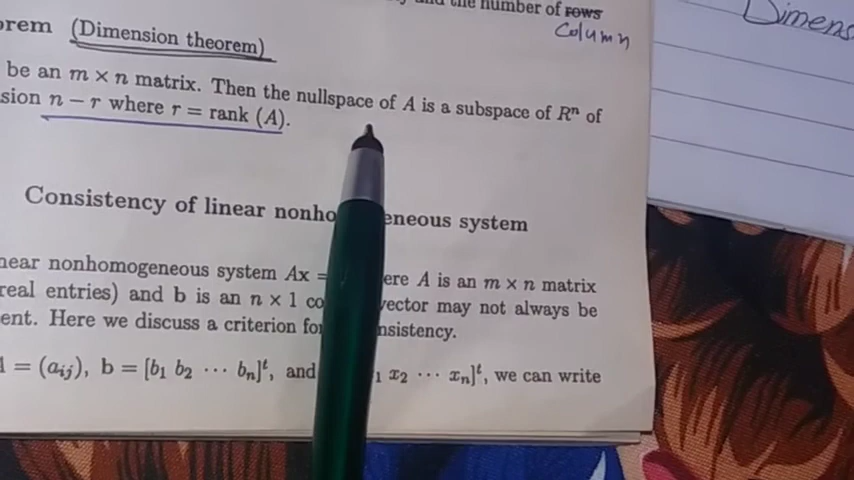 and the number of rows
column
Dimens
orem (Dimension theorem)
be an m × n matrix. Then the nullspace of A is a subspace of Rⁿ of
sion n − r where r = rank (A).
Consistency of linear nonho eneous system
near nonhomogeneous system Ax = ere A is an m × n matrix
real entries) and b is an n × 1 co vector may not always be
ent. Here we discuss a criterion for nsistency.
A = (aᵢⱼ), b = [b₁ b₂ ⋯ bₙ]ᵗ, and ₁ x₂ ⋯ xₙ]ᵗ, we can write